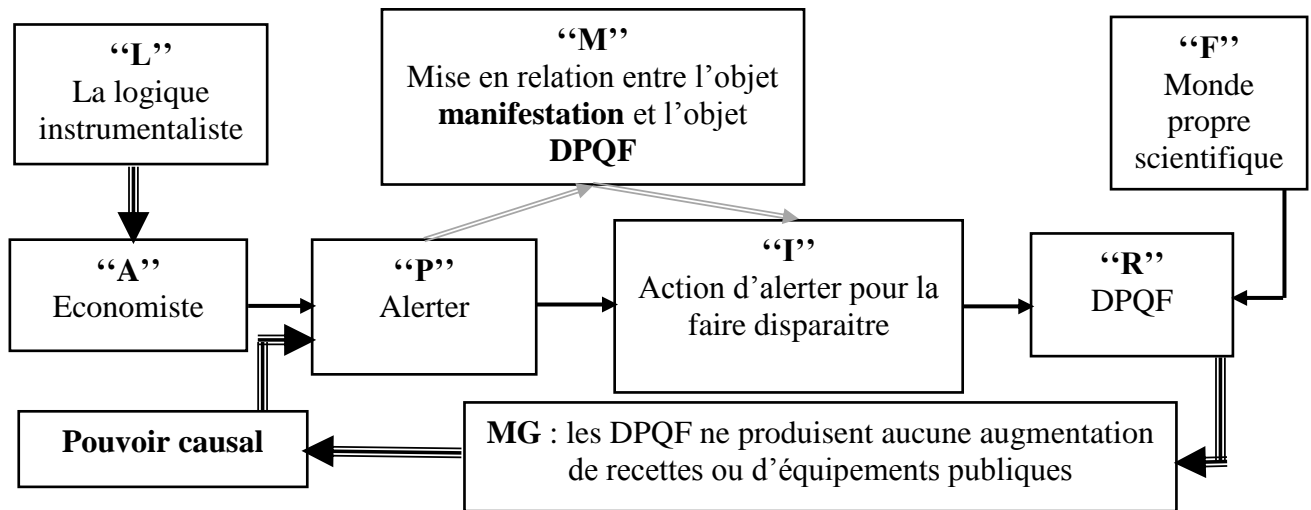 ‘‘L’’
La logique
instrumentaliste
‘‘M’’
Mise en relation entre l’objet
manifestation et l’objet
DPQF
‘‘F’’
Monde
propre
scientifique
‘‘A’’
Economiste
‘‘P’’
Alerter
‘‘I’’
Action d’alerter pour la
faire disparaitre
‘‘R’’
DPQF
Pouvoir causal
MG : les DPQF ne produisent aucune augmentation
de recettes ou d’équipements publiques